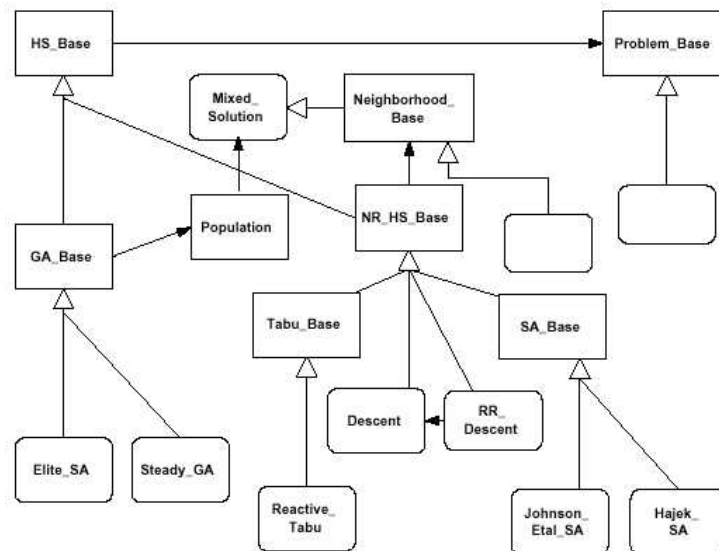 HS_Base
Problem_Base
Mixed_
Solution
Neighborhood_
Base
GA_Base
Population
NR_HS_Base
Tabu_Base
SA_Base
Descent
RR_
Descent
Elite_SA
Steady_GA
Reactive_
Tabu
Johnson_
Etal_SA
Hajek_
SA